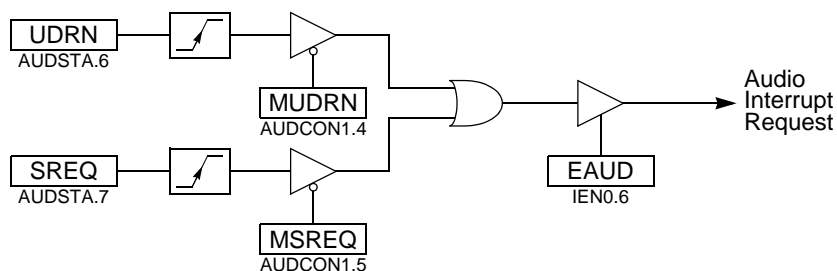 UDRN
AUDSTA.6
MUDRN
AUDCON1.4
Audio
Interrupt
Request
SREQ
AUDSTA.7
EAUD
IEN0.6
MSREQ
AUDCON1.5